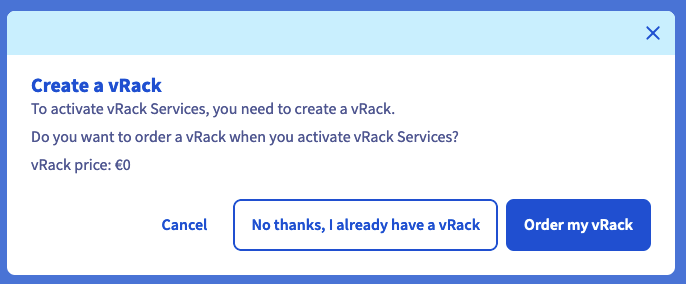 Create a vRack
To activate vRack Services, you need to create a vRack.
Do you want to order a vRack when you activate vRack Services?
vRack price: €0
Cancel
No thanks, I already have a vRack
Order my vRack